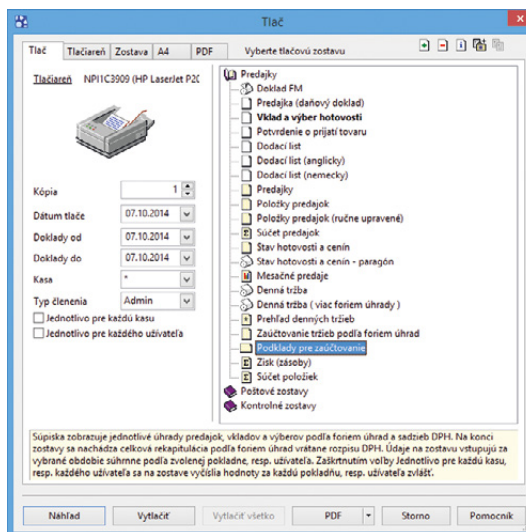 Tlač
Tlač Tlačiareň Zostava A4 PDF Vyberte tlačovú zostavu
Tlačiareň NPI1C3909 (HP LaserJet P20
Kópia 1
Dátum tlače 07.10.2014
Doklady od 07.10.2014
Doklady do 07.10.2014
Kasa *
Typ členenia Admin
Jednotlivo pre každú kasu
Jednotlivo pre každého užívateľa
Predajky
Doklad FM
Predajka (daňový doklad)
Vklad a výber hotovosti
Potvrdenie o prijatí tovaru
Dodací list
Dodací list (anglicky)
Dodací list (nemecky)
Predajky
Položky predajok
Položky predajok (ručne upravené)
Súčet predajok
Stav hotovosti a cenín
Stav hotovosti a cenín - paragón
Mesačné predaje
Denná tržba
Denná tržba ( viac foriem úhrady )
Prehľad denných tržieb
Zaúčtovanie tržieb podľa foriem úhrad
Podklady pre zaúčtovanie
Zisk (zásoby)
Súčet položiek
Poštové zostavy
Kontrolné zostavy
Súpiska zobrazuje jednotlivé úhrady predajok, vkladov a výberov podľa foriem úhrad a sadzieb DPH. Na konci
zostavy sa nachádza celková rekapitulácia podľa foriem úhrad vrátane rozpisu DPH. Údaje na zostavu vstupujú za
vybrané obdobie súhrnne podľa zvolenej pokladne, resp. užívateľa. Zaškrtnutím voľby Jednotlivo pre každú kasu,
resp. každého užívateľa sa na zostave vyčíslia hodnoty za každú pokladňu, resp. užívateľa zvlášť.
Náhľad Vytlačiť Vytlačiť všetko PDF Storno Pomocník